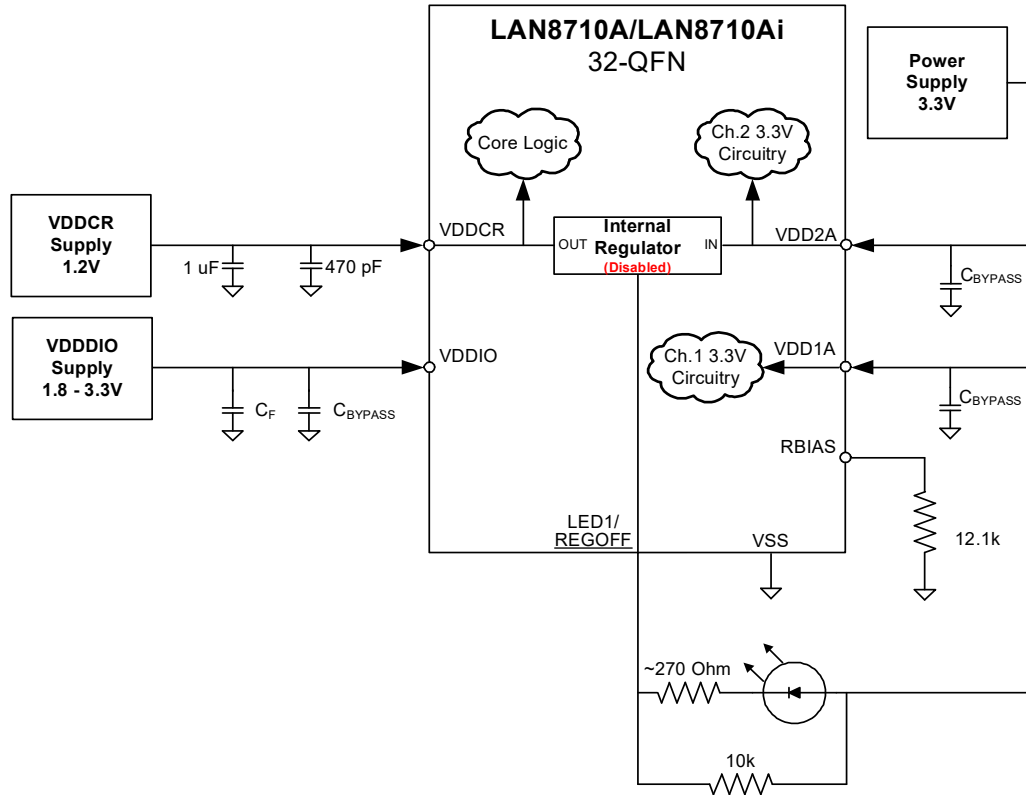 LAN8710A/LAN8710Ai
32-QFN
Power
Supply
3.3V
Core Logic
Ch.2 3.3V
Circuitry
VDDCR
Supply
1.2V
VDDCR
OUT
Internal
Regulator
(Disabled)
IN
VDD2A
1 uF
470 pF
CBYPASS
VDDDIO
Supply
1.8 - 3.3V
VDDIO
Ch.1 3.3V
Circuitry
VDD1A
CF
CBYPASS
CBYPASS
RBIAS
LED1/
REGOFF
VSS
12.1k
~270 Ohm
10k